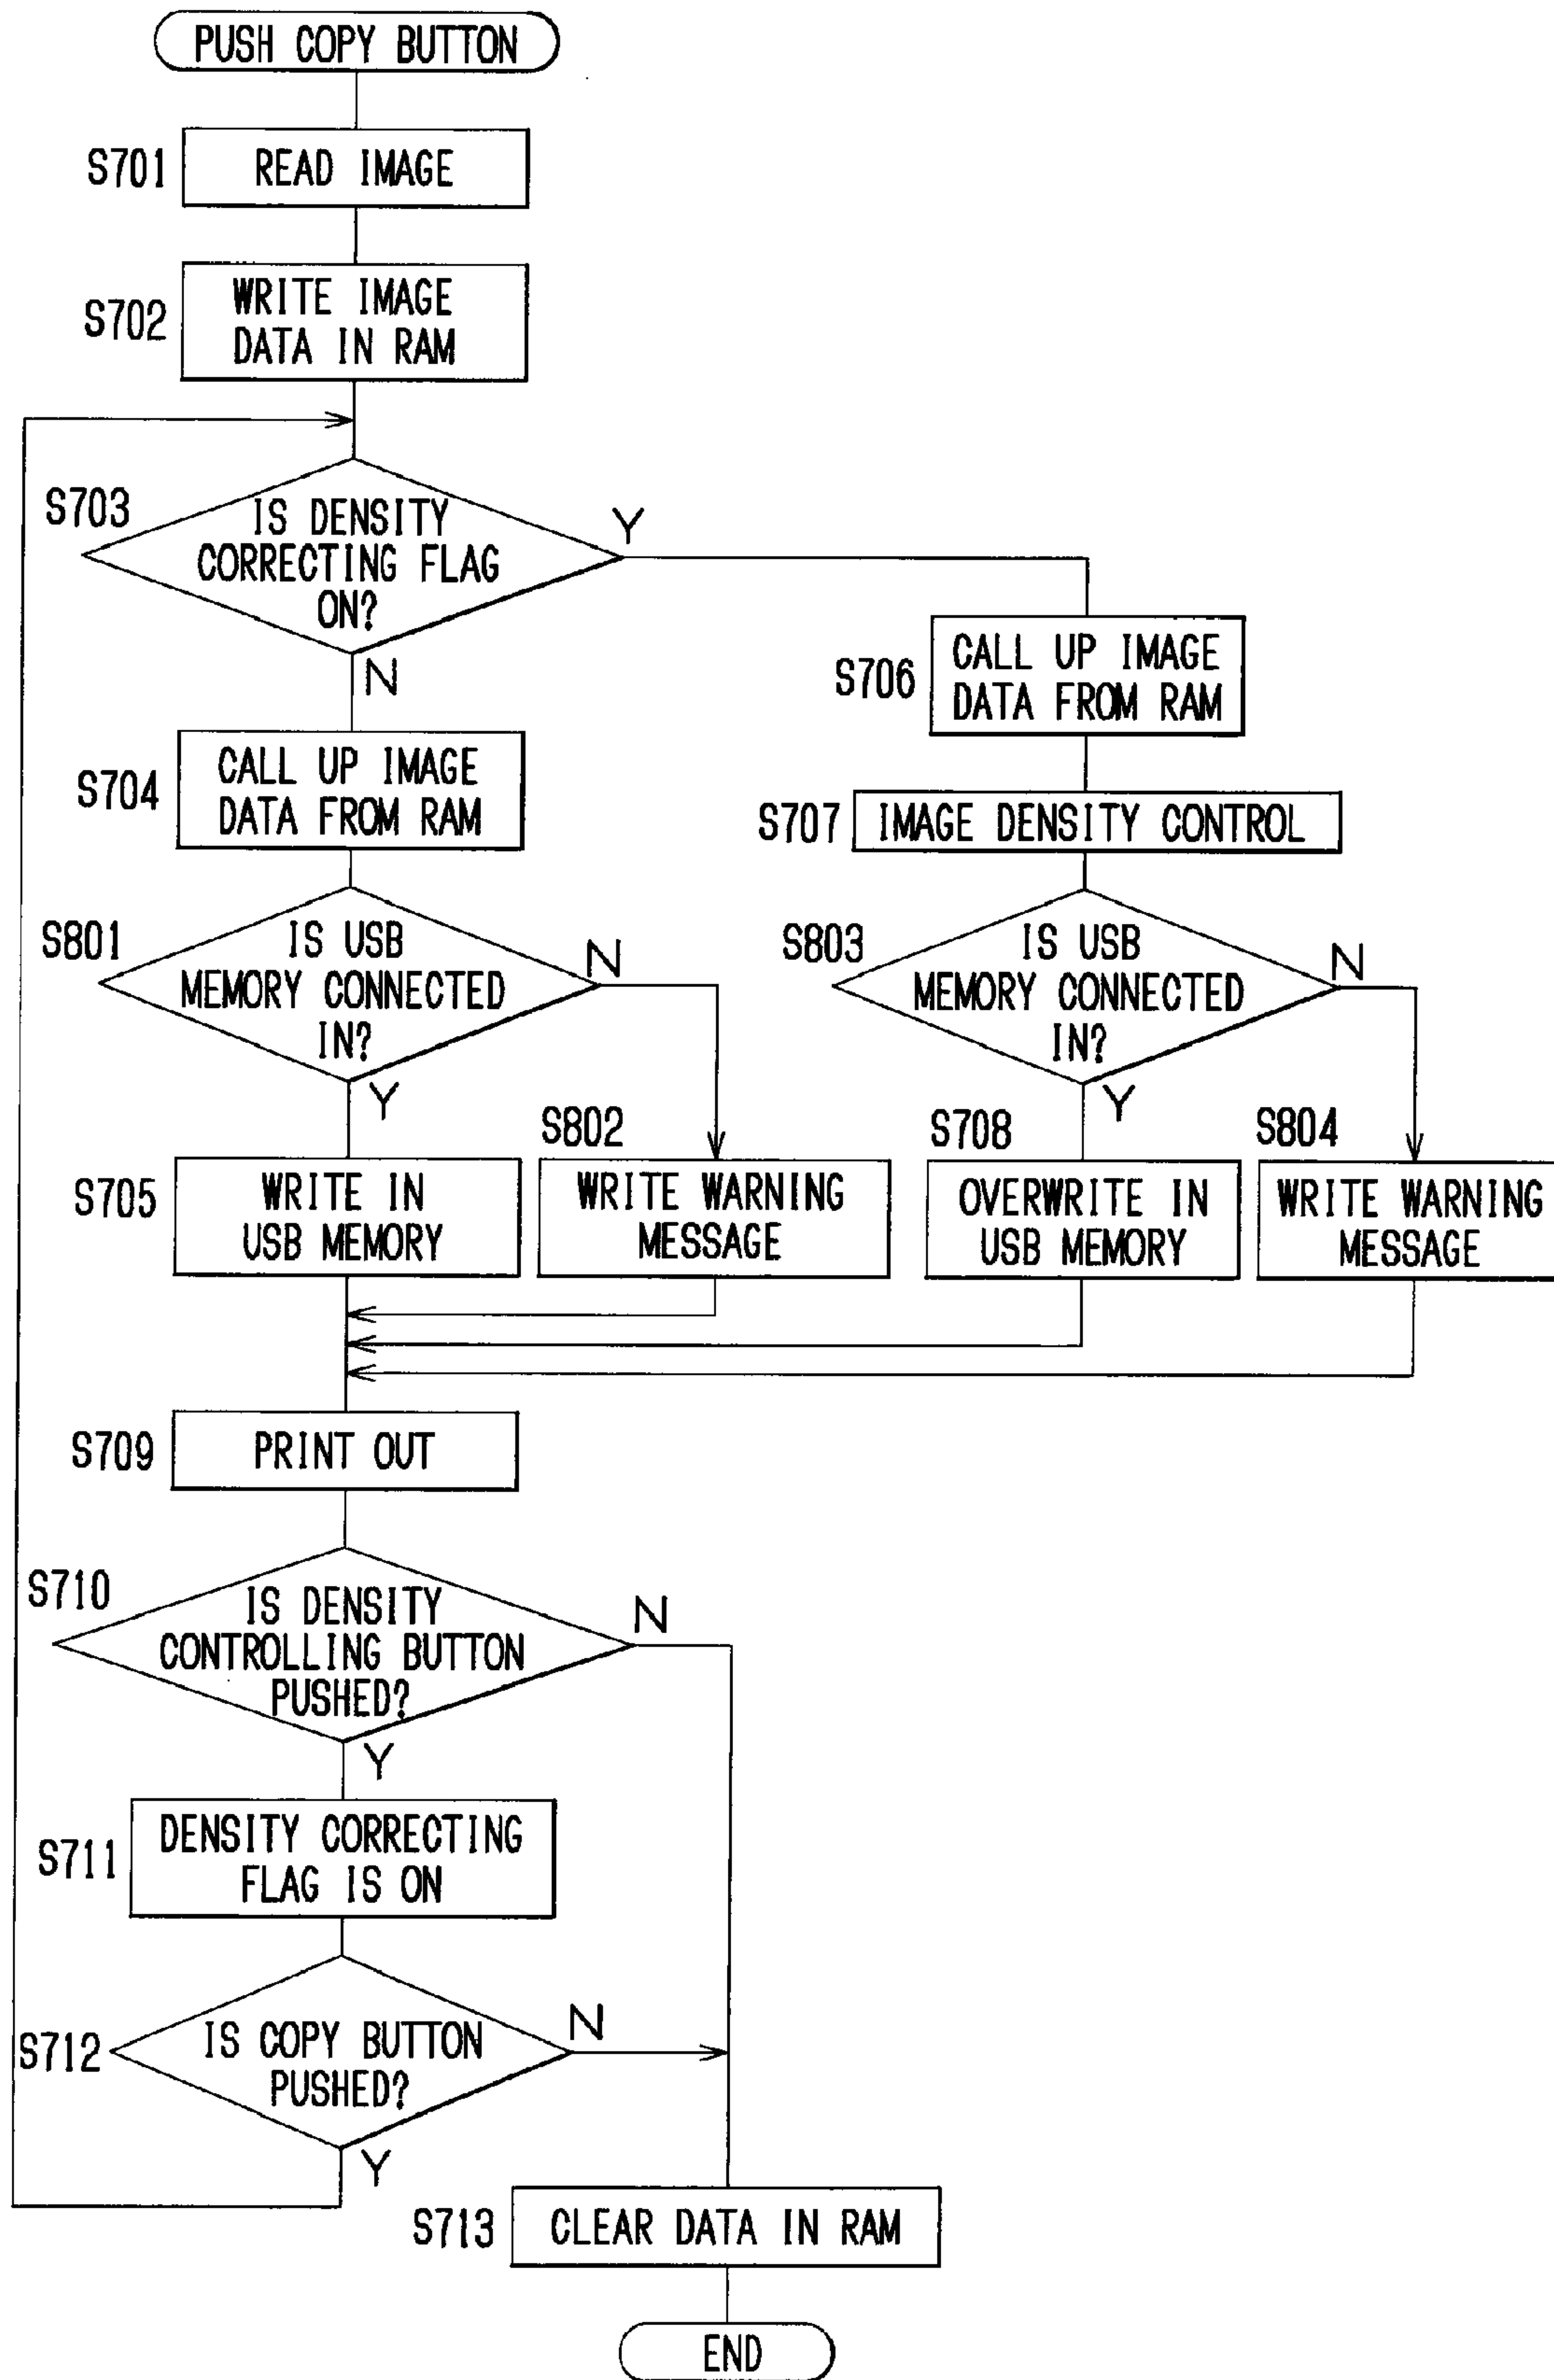 PUSH COPY BUTTON
S701
READ IMAGE
S702
WRITE IMAGE
DATA IN RAM
S703
IS DENSITY
CORRECTING FLAG
ON?
Y
N
S706
CALL UP IMAGE
DATA FROM RAM
S704
CALL UP IMAGE
DATA FROM RAM
S707
IMAGE DENSITY CONTROL
S801
IS USB
MEMORY CONNECTED
IN?
N
Y
S803
IS USB
MEMORY CONNECTED
IN?
N
Y
S705
WRITE IN
USB MEMORY
S802
WRITE WARNING
MESSAGE
S708
OVERWRITE IN
USB MEMORY
S804
WRITE WARNING
MESSAGE
S709
PRINT OUT
S710
IS DENSITY
CONTROLLING BUTTON
PUSHED?
N
Y
S711
DENSITY CORRECTING
FLAG IS ON
S712
IS COPY BUTTON
PUSHED?
N
Y
S713
CLEAR DATA IN RAM
END